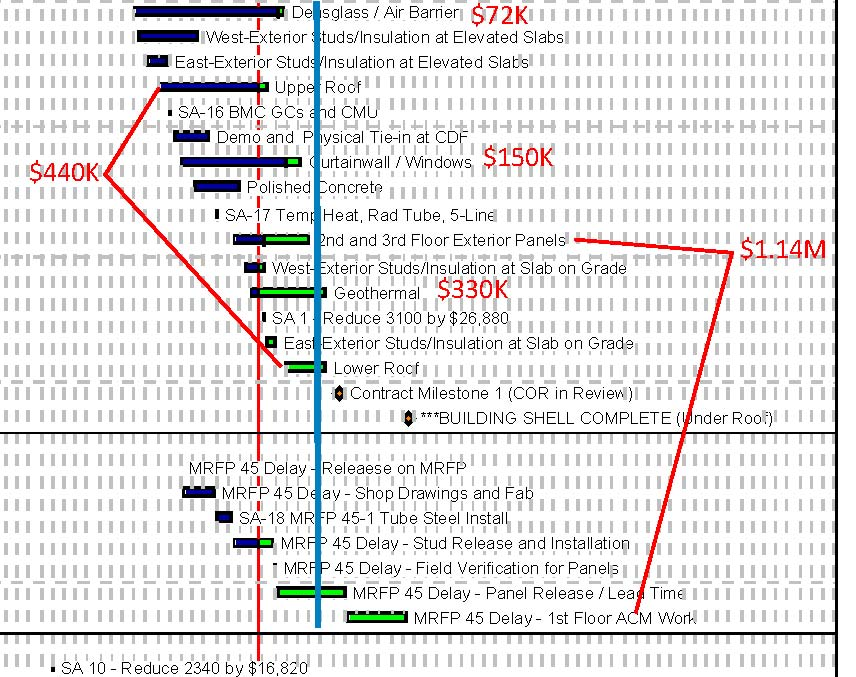 Densglass / Air Barrier $72K
West-Exterior Studs/Insulation at Elevated Slabs
East-Exterior Studs/Insulation at Elevated Slabs
Upper Roof
SA-16 BMC GCs and CMU
Demo and Physical Tie-in at CDF
Curtainwall / Windows $150K
$440K
Polished Concrete
SA-17 Temp Heat, Rad Tube, 5-Line
2nd and 3rd Floor Exterior Panels
$1.14M
West-Exterior Studs/Insulation at Slab on Grade
Geothermal $330K
SA 1 - Reduce 3100 by $26,880
East-Exterior Studs/Insulation at Slab on Grade
Lower Roof
Contract Milestone 1 (COR in Review)
***BUILDING SHELL COMPLETE (Under Roof)
MRFP 45 Delay - Releaese on MRFP
MRFP 45 Delay - Shop Drawings and Fab
SA-18 MRFP 45-1 Tube Steel Install
MRFP 45 Delay - Stud Release and Installation
MRFP 45 Delay - Field Verification for Panels
MRFP 45 Delay - Panel Release / Lead Time
MRFP 45 Delay - 1st Floor ACM Work
SA 10 - Reduce 2340 by $16,820